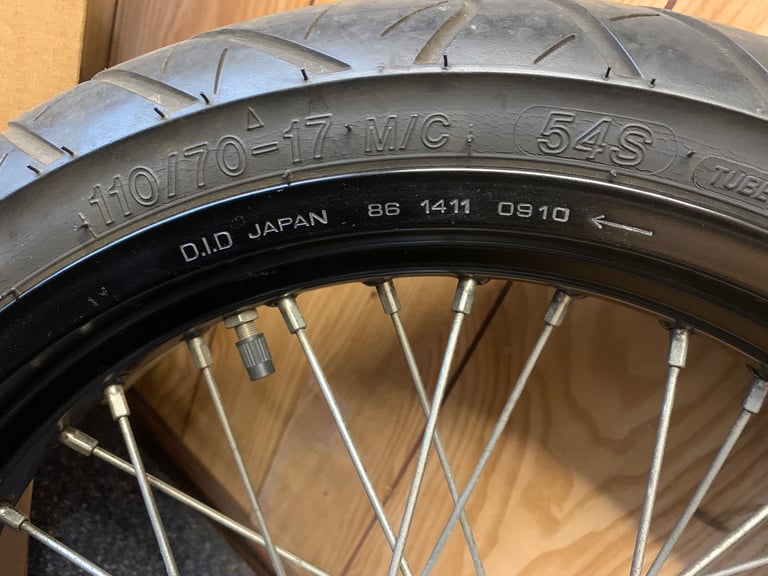 110/70-17 M/C 54S TUBE
D.I.D JAPAN 86 1411 0910 ←